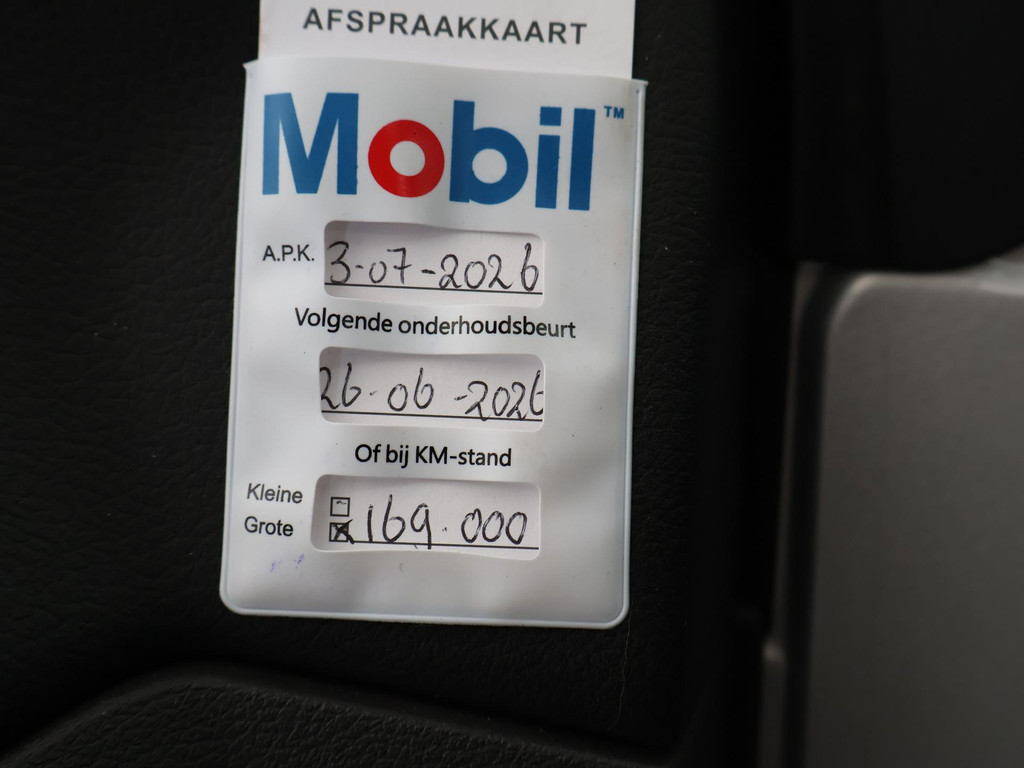 AFSPRAAKKAART
Mobil™
A.P.K. 3-07-2026
Volgende onderhoudsbeurt
26-06-2026
Of bij KM-stand
Kleine
Grote 169.000